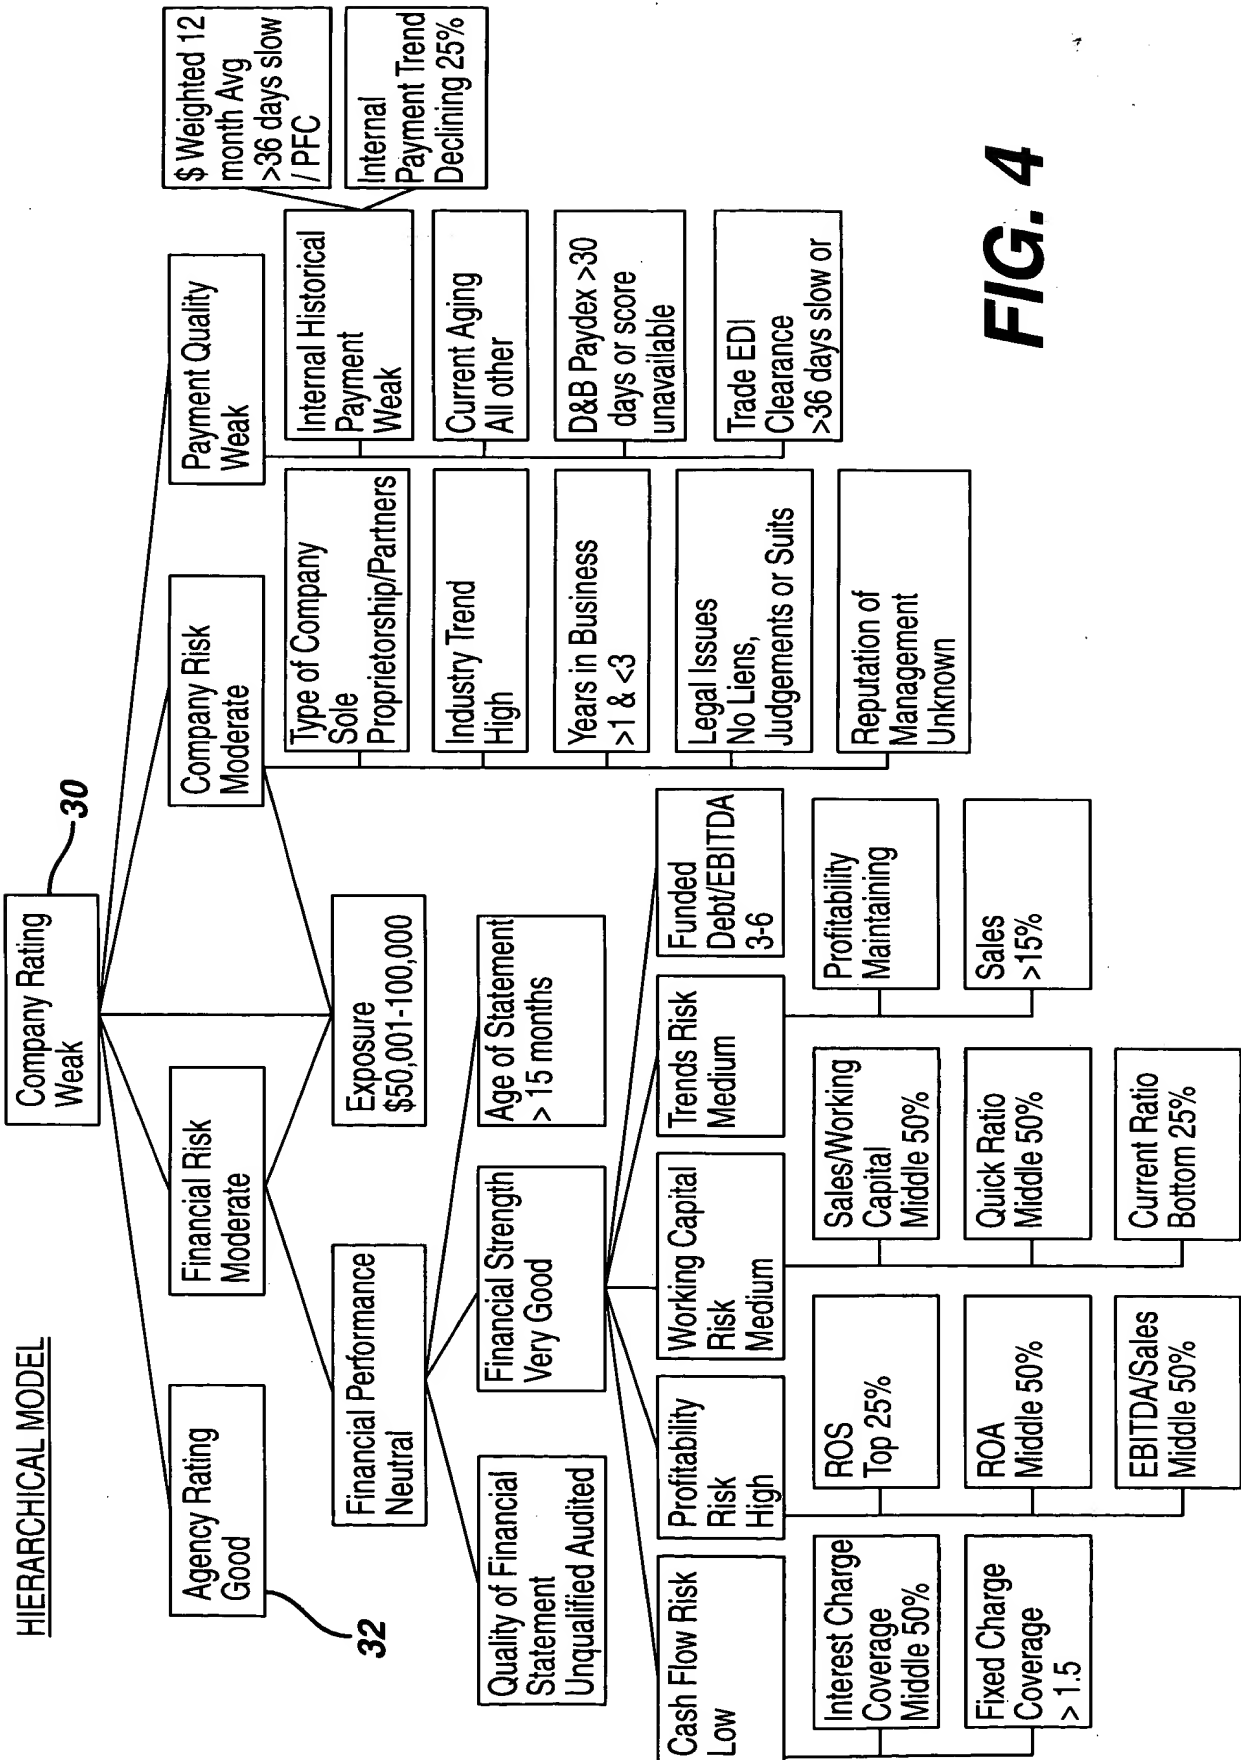 HIERARCHICAL MODEL
Company Rating
Weak
30
Agency Rating
Good
32
Financial Risk
Moderate
Company Risk
Moderate
Payment Quality
Weak
$ Weighted 12
month Avg
>36 days slow
/ PFC
Internal
Payment Trend
Declining 25%
Financial Performance
Neutral
Exposure
$50,001-100,000
Type of Company
Sole
Proprietorship/Partners
Internal Historical
Payment
Weak
Industry Trend
High
Current Aging
All other
Quality of Financial
Statement
Unqualified Audited
Financial Strength
Very Good
Age of Statement
> 15 months
Years in Business
>1 & <3
D&B Paydex >30
days or score
unavailable
Legal Issues
No Liens,
Judgements or Suits
Trade EDI
Clearance
>36 days slow or
Reputation of
Management
Unknown
Cash Flow Risk
Low
Profitability
Risk
High
Working Capital
Risk
Medium
Trends Risk
Medium
Funded
Debt/EBITDA
3-6
Interest Charge
Coverage
Middle 50%
ROS
Top 25%
Sales/Working
Capital
Middle 50%
Profitability
Maintaining
Fixed Charge
Coverage
> 1.5
ROA
Middle 50%
Quick Ratio
Middle 50%
Sales
>15%
EBITDA/Sales
Middle 50%
Current Ratio
Bottom 25%
FIG. 4